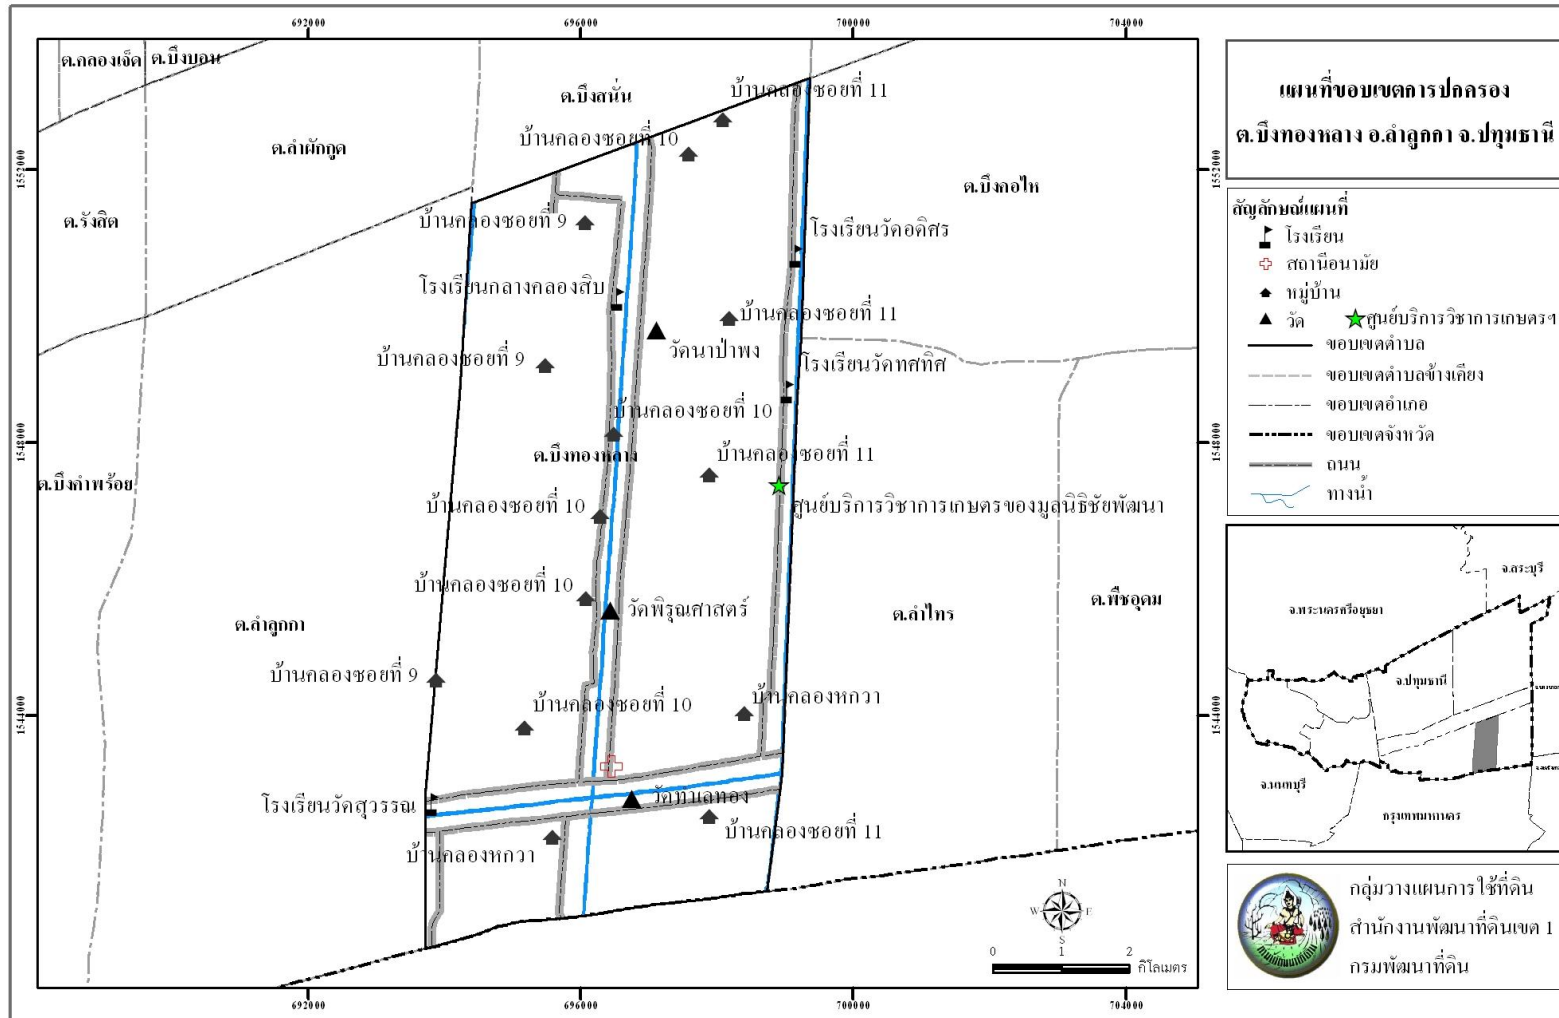 692000
696000
700000
704000
ต.คลองเจ็ด
ต.บึงบอน
ต.บึงสนั่น
บ้านคลองซอยที่ 11
บ้านคลองซอยที่ 10
ต.ลำผักกูด
1552000
1552000
ต.บึงคอไห
ต.รังสิต
บ้านคลองซอยที่ 9
โรงเรียนวัดอดิศร
โรงเรียนกลางคลองสิบ
บ้านคลองซอยที่ 11
วัดนาป่าพง
บ้านคลองซอยที่ 9
โรงเรียนวัดทศทิศ
บ้านคลองซอยที่ 10
1548000
1548000
ต.บึงทองหลาง
บ้านคลองซอยที่ 11
ต.บึงคำพร้อย
บ้านคลองซอยที่ 10
ศูนย์บริการวิชาการเกษตรของมูลนิธิชัยพัฒนา
บ้านคลองซอยที่ 10
ต.พืชอุดม
วัดพิรุณศาสตร์
ต.ลำไทร
ต.ลำลูกกา
บ้านคลองซอยที่ 9
บ้านคลองซอยที่ 10
บ้านคลองหกวา
1544000
1544000
โรงเรียนวัดสุวรรณ
วัดทำเลทอง
บ้านคลองซอยที่ 11
บ้านคลองหกวา
N
W E
S
0 1 2
กิโลเมตร
692000
696000
700000
704000
แผนที่ขอบเขตการปกครอง
ต.บึงทองหลาง อ.ลำลูกกา จ.ปทุมธานี
สัญลักษณ์แผนที่
โรงเรียน
สถานีอนามัย
หมู่บ้าน
วัด
ศูนย์บริการวิชาการเกษตรฯ
ขอบเขตตำบล
ขอบเขตตำบลข้างเคียง
ขอบเขตอำเภอ
ขอบเขตจังหวัด
ถนน
ทางน้ำ
จ.สระบุรี
จ.พระนครศรีอยุธยา
จ.ปทุมธานี
จ.นนทบุรี
กรุงเทพมหานคร
กลุ่มวางแผนการใช้ที่ดิน
สำนักงานพัฒนาที่ดินเขต 1
กรมพัฒนาที่ดิน